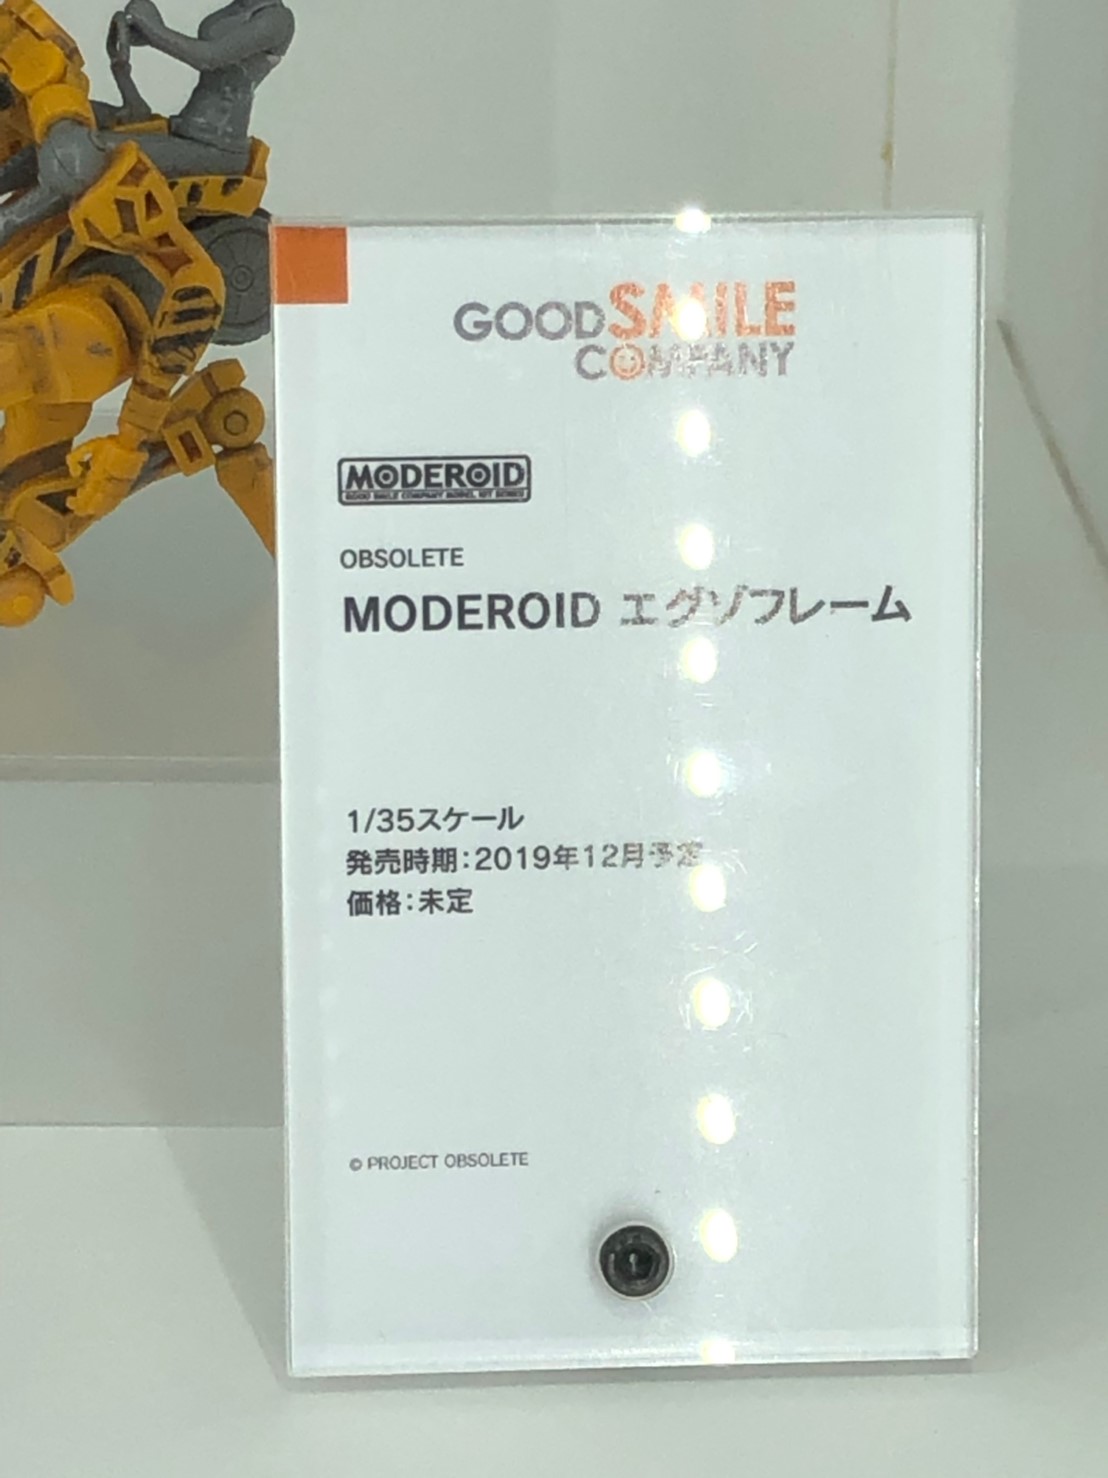 GOODSMILE
COMPANY
MODEROID
GOOD SMILE COMPANY MODEL KIT SERIES
OBSOLETE
MODEROID エグゾフレーム
1/35スケール
発売時期:2019年12月予定
価格:未定
© PROJECT OBSOLETE